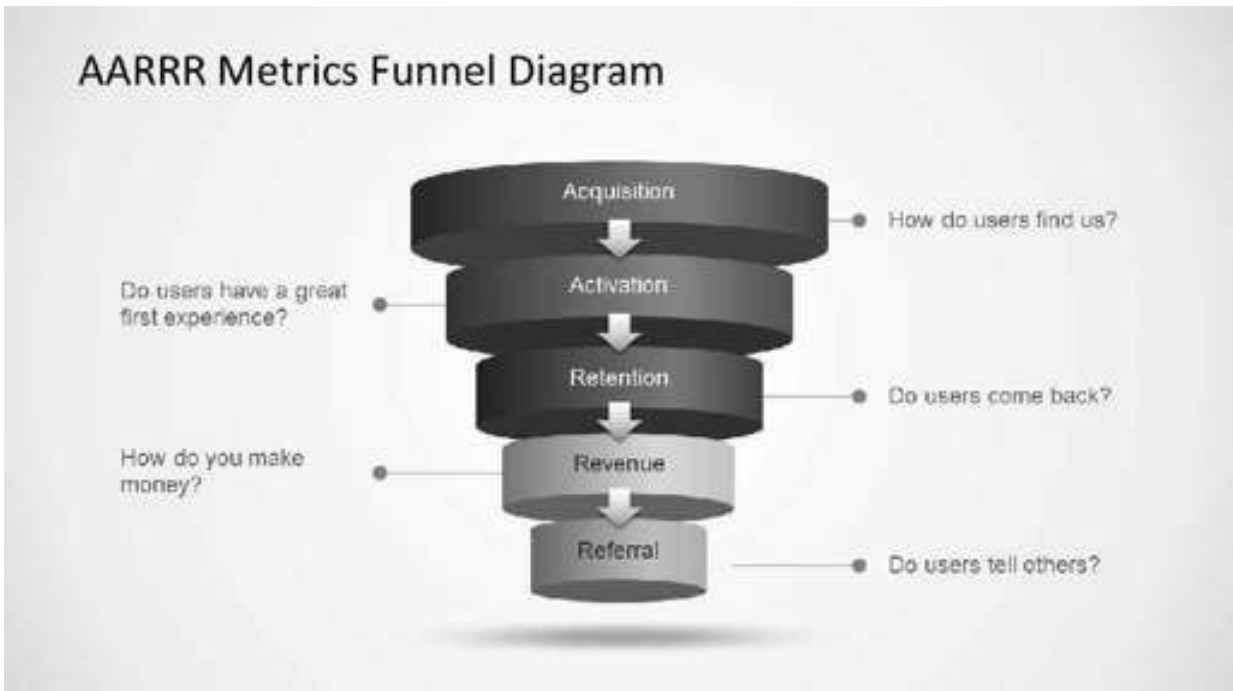 AARRR Metrics Funnel Diagram
Acquisition
How do users find us?
Activation
Do users have a great
first experience?
Retention
Do users come back?
Revenue
How do you make
money?
Referral
Do users tell others?